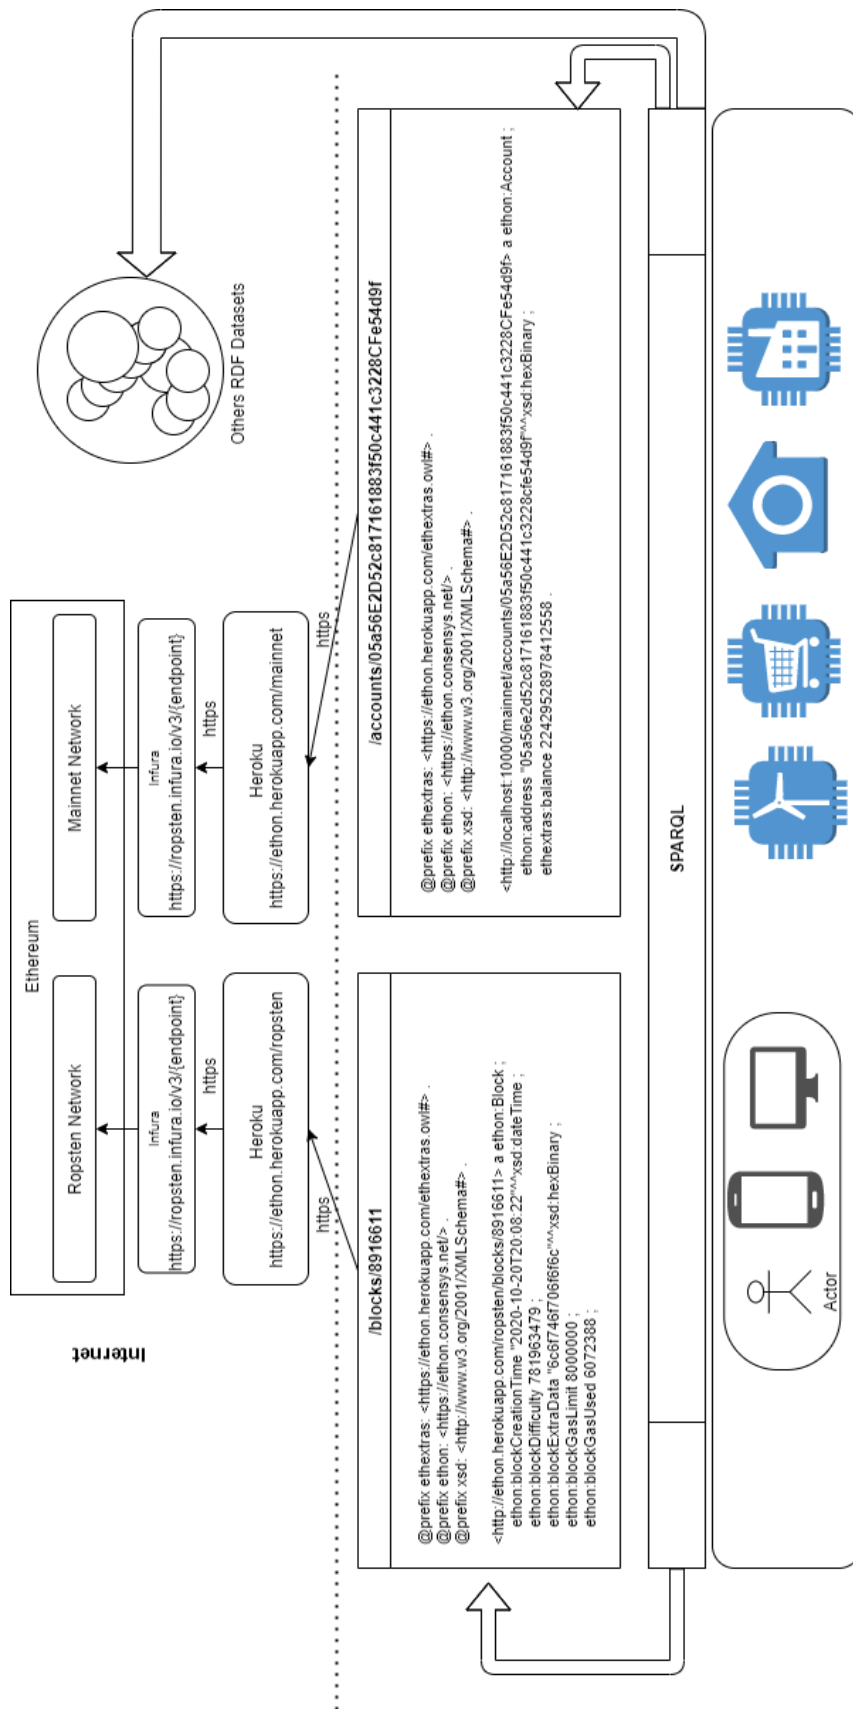 Internet
Ethereum
Ropsten Network
Mainnet Network
Infura
https://ropsten.infura.io/v3/{endpoint}
Infura
https://ropsten.infura.io/v3/{endpoint}
https
https
Heroku
https://ethon.herokuapp.com/ropsten
Heroku
https://ethon.herokuapp.com/mainnet
https
https
Others RDF Datasets
/blocks/8916611
@prefix ethextras: <https://ethon.herokuapp.com/ethextras.owl#> .
@prefix ethon: <https://ethon.consensys.net/> .
@prefix xsd: <http://www.w3.org/2001/XMLSchema#> .
<http://ethon.herokuapp.com/ropsten/blocks/8916611> a ethon:Block ;
ethon:blockCreationTime "2020-10-20T20:08:22"^^xsd:dateTime ;
ethon:blockDifficulty 781963479 ;
ethon:blockExtraData "6c6f746f706f6f6c"^^xsd:hexBinary ;
ethon:blockGasLimit 8000000 ;
ethon:blockGasUsed 6072388 ;
/accounts/05a56E2D52c817161883f50c441c3228CFe54d9f
@prefix ethextras: <https://ethon.herokuapp.com/ethextras.owl#> .
@prefix ethon: <https://ethon.consensys.net/> .
@prefix xsd: <http://www.w3.org/2001/XMLSchema#> .
<http://localhost:10000/mainnet/accounts/05a56E2D52c817161883f50c441c3228CFe54d9f> a ethon:Account ;
ethon:address "05a56e2d52c817161883f50c441c3228cfe54d9f"^^xsd:hexBinary ;
ethextras:balance 22429528978412558 .
SPARQL
Actor